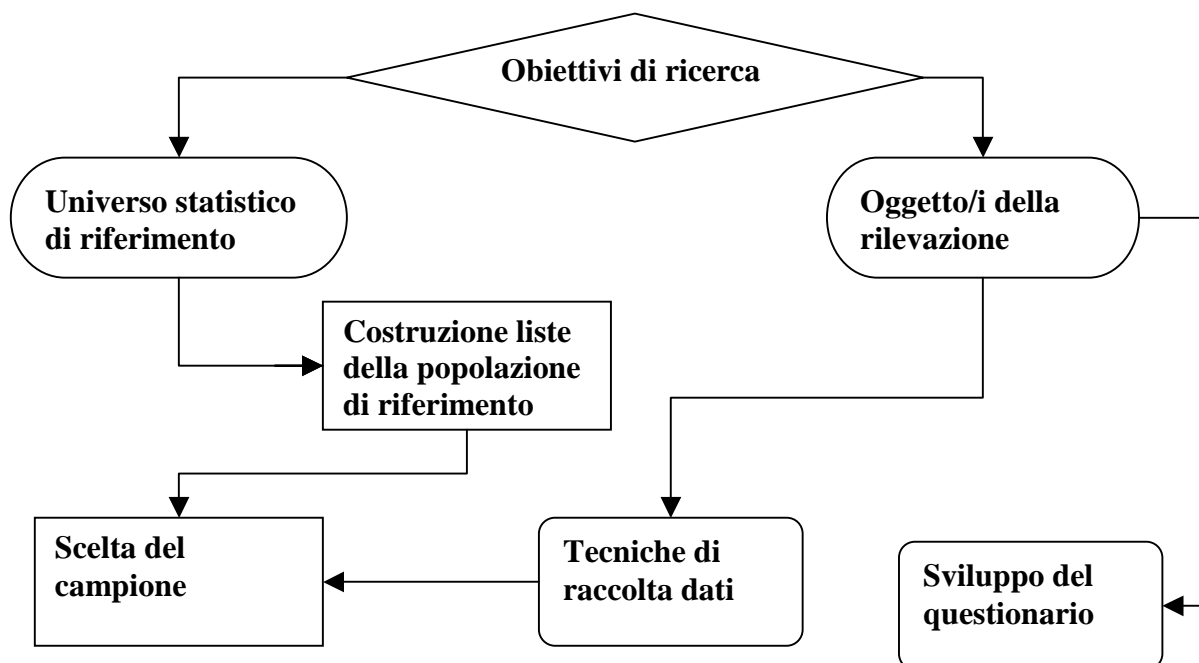 Obiettivi di ricerca
Universo statistico
di riferimento
Oggetto/i della
rilevazione
Costruzione liste
della popolazione
di riferimento
Scelta del
campione
Tecniche di
raccolta dati
Sviluppo del
questionario